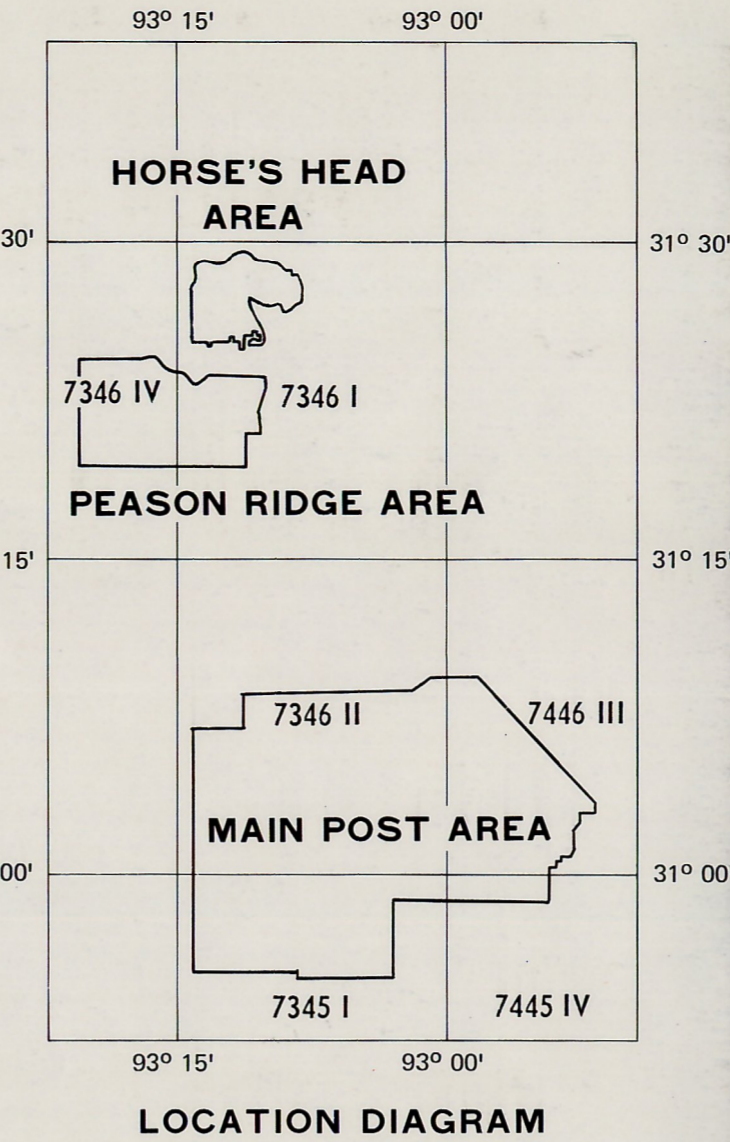 93° 15' 93° 00'
HORSE'S HEAD
AREA
30' 31° 30'
7346 IV 7346 I
PEASON RIDGE AREA
15' 31° 15'
7346 II 7446 III
MAIN POST AREA
00' 31° 00
7345 I 7445 IV
93° 15' 93° 00'
LOCATION DIAGRAM